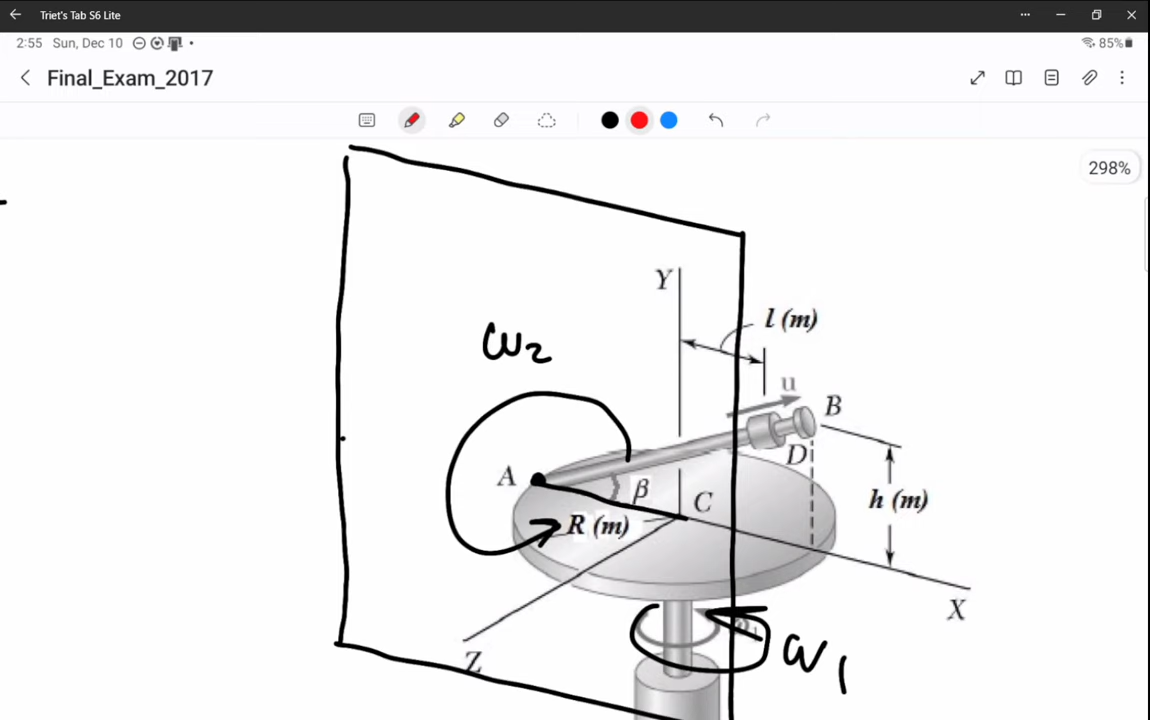 Triet's Tab S6 Lite
2:55 Sun, Dec 10
85%
Final_Exam_2017
298%
Y
l (m)
ω2
u
B
A
D
β
C
h (m)
R (m)
X
ω1
Z